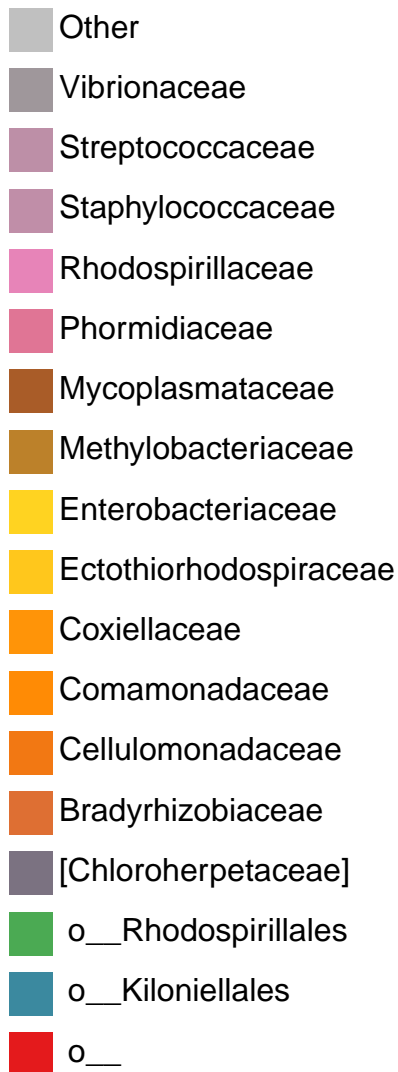 Other
Vibrionaceae
Streptococcaceae
Staphylococcaceae
Rhodospirillaceae
Phormidiaceae
Mycoplasmataceae
Methylobacteriaceae
Enterobacteriaceae
Ectothiorhodospiraceae
Coxiellaceae
Comamonadaceae
Cellulomonadaceae
Bradyrhizobiaceae
[Chloroherpetaceae]
o__Rhodospirillales
o__Kiloniellales
o__